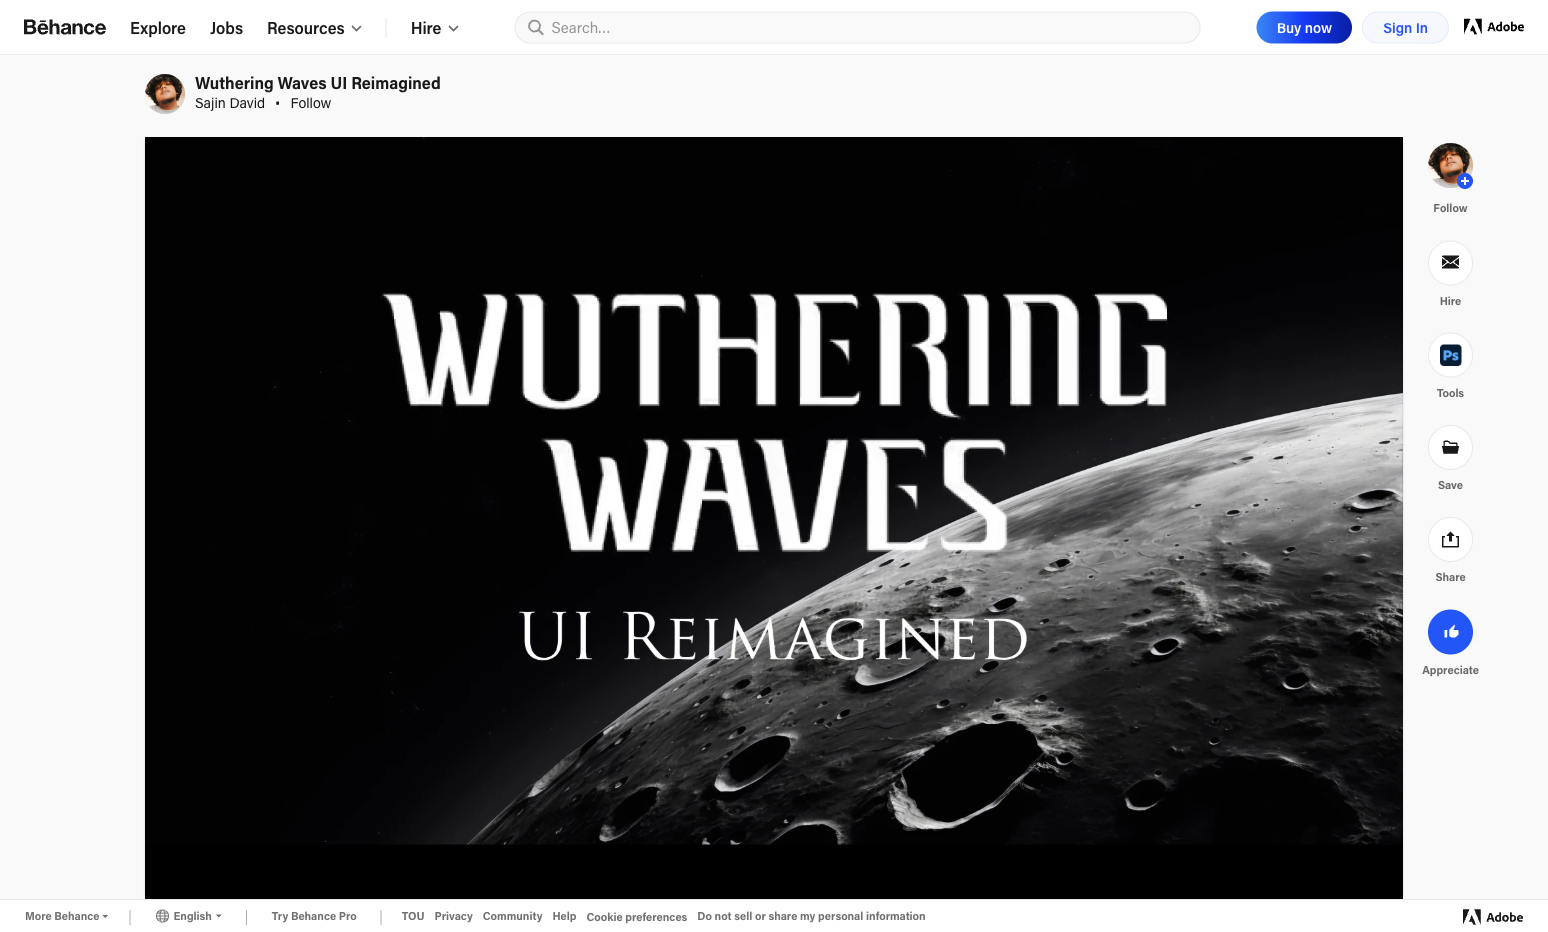 Bēhance Explore Jobs Resources Hire Search... Buy now Sign In Adobe
Wuthering Waves UI Reimagined
Sajin David • Follow
WUTHERING
WAVES
UI REIMAGINED
Follow
Hire
Ps
Tools
Save
Share
Appreciate
More Behance English Try Behance Pro TOU Privacy Community Help Cookie preferences Do not sell or share my personal information Adobe